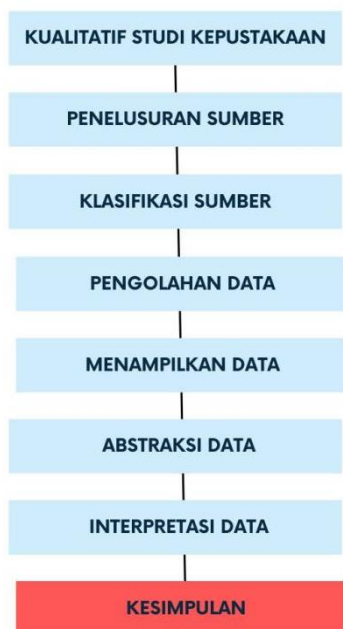 KUALITATIF STUDI KEPUSTAKAAN
PENELUSURAN SUMBER
KLASIFIKASI SUMBER
PENGOLAHAN DATA
MENAMPILKAN DATA
ABSTRAKSI DATA
INTERPRETASI DATA
KESIMPULAN